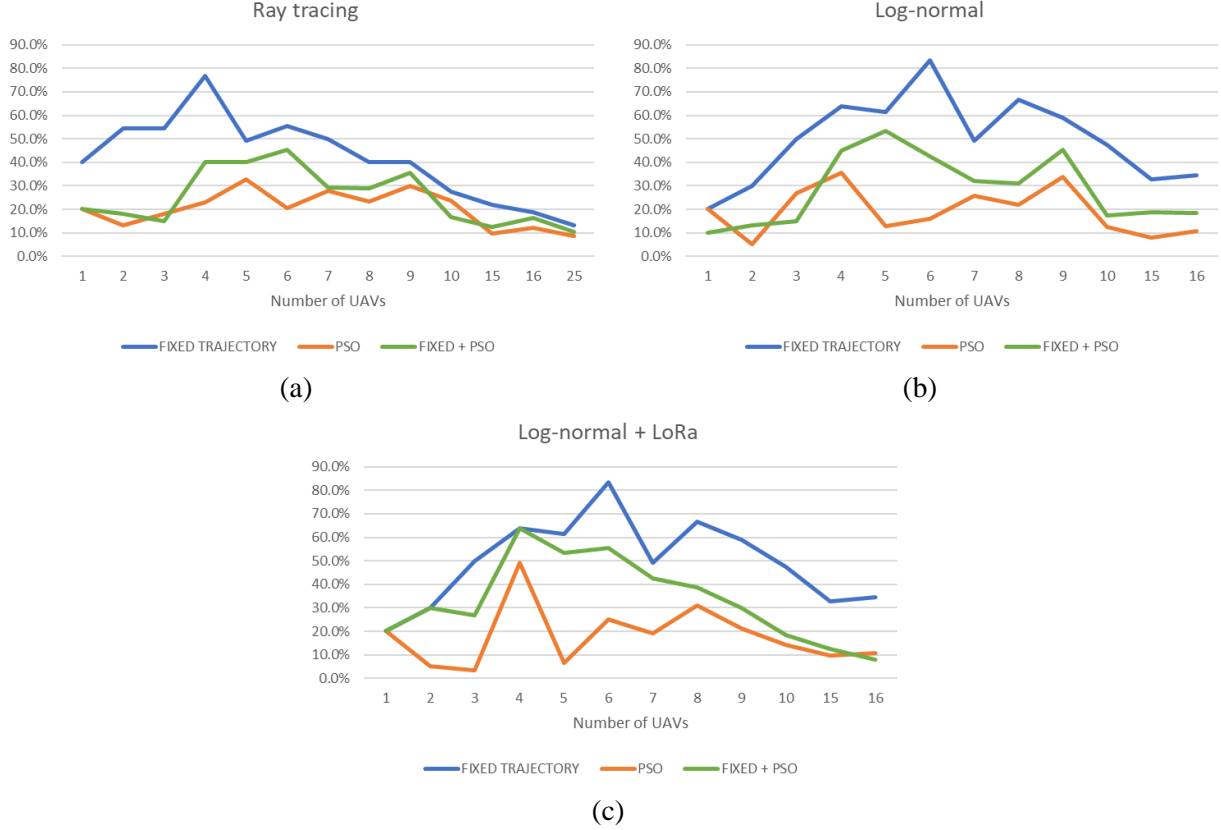 Ray tracing
90.0%
80.0%
70.0%
60.0%
50.0%
40.0%
30.0%
20.0%
10.0%
0.0%
1 2 3 4 5 6 7 8 9 10 15 16 25
Number of UAVs
FIXED TRAJECTORY PSO FIXED + PSO
(a)
Log-normal
90.0%
80.0%
70.0%
60.0%
50.0%
40.0%
30.0%
20.0%
10.0%
0.0%
1 2 3 4 5 6 7 8 9 10 15 16
Number of UAVs
FIXED TRAJECTORY PSO FIXED + PSO
(b)
Log-normal + LoRa
90.0%
80.0%
70.0%
60.0%
50.0%
40.0%
30.0%
20.0%
10.0%
0.0%
1 2 3 4 5 6 7 8 9 10 15 16
Number of UAVs
FIXED TRAJECTORY PSO FIXED + PSO
(c)